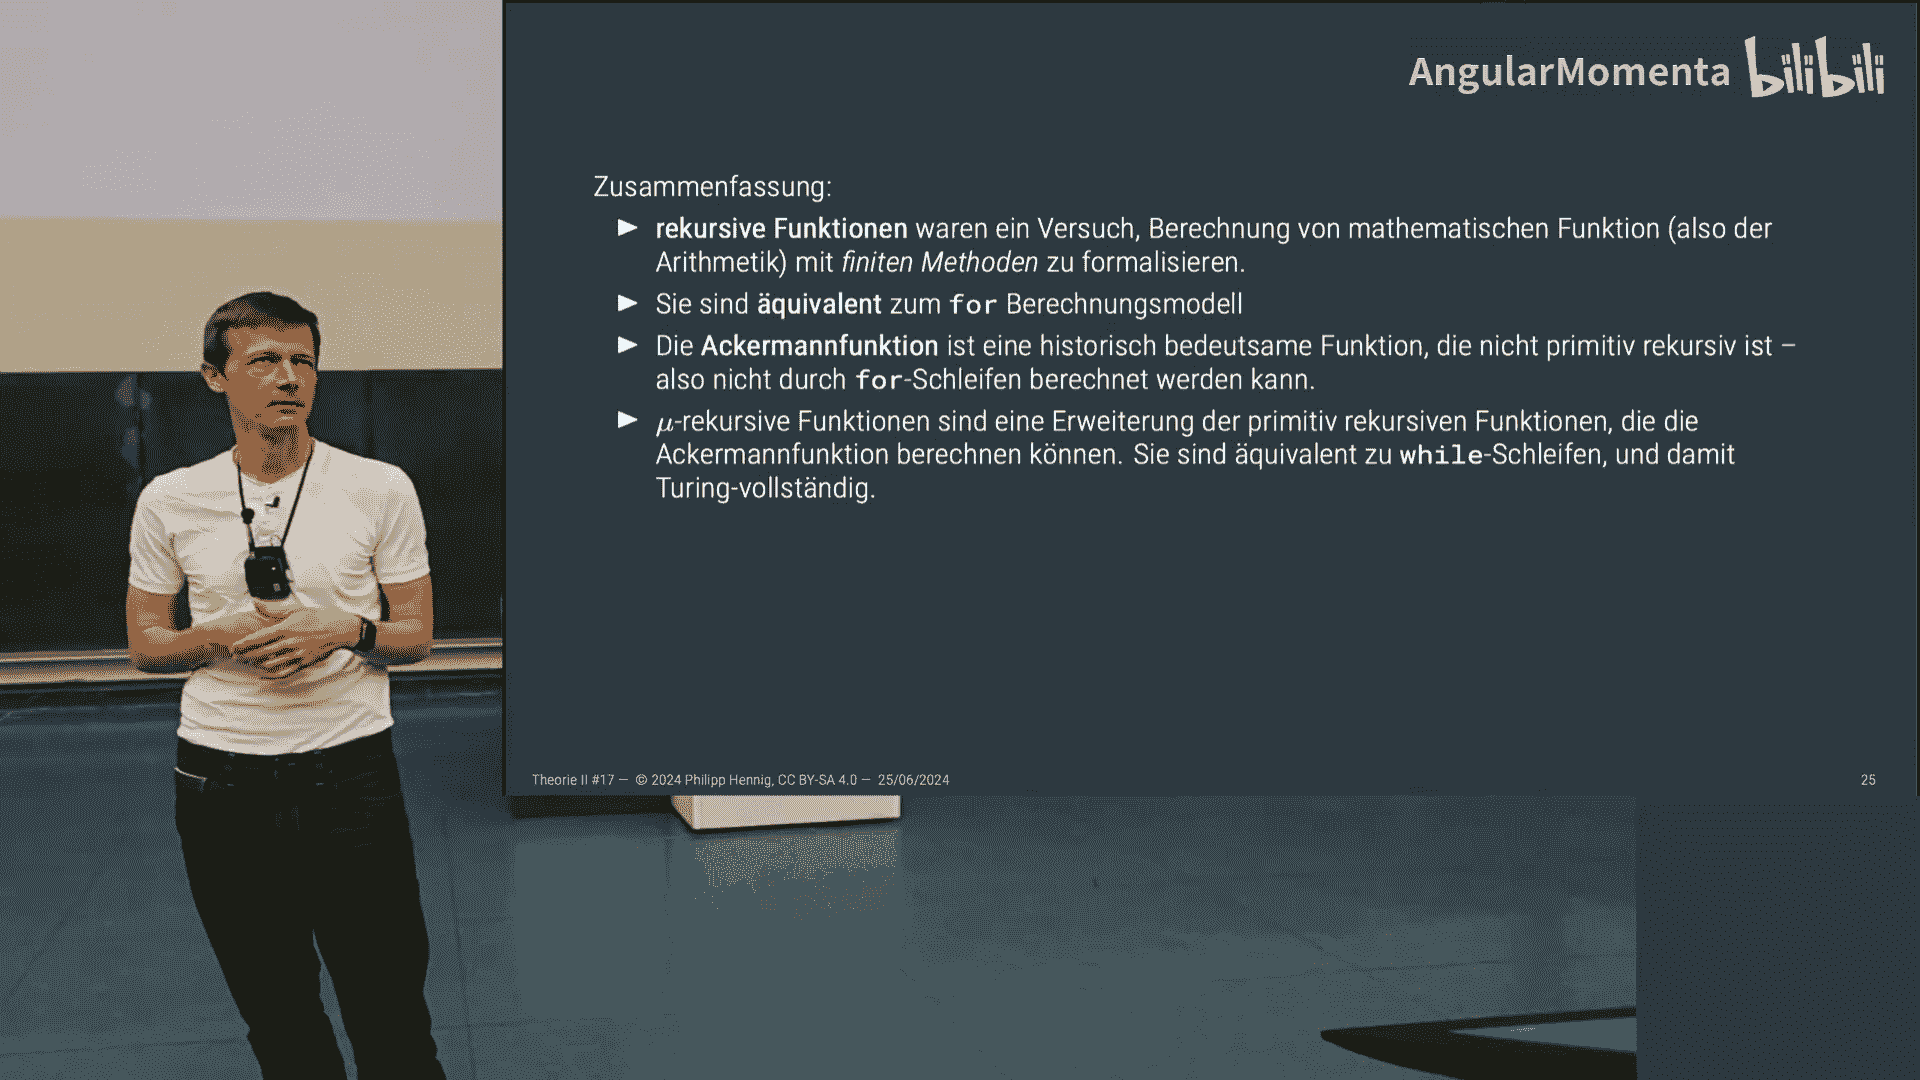 AngularMomenta bilibili
Zusammenfassung:
► rekursive Funktionen waren ein Versuch, Berechnung von mathematischen Funktion (also der
Arithmetik) mit finiten Methoden zu formalisieren.
► Sie sind äquivalent zum for Berechnungsmodell
► Die Ackermannfunktion ist eine historisch bedeutsame Funktion, die nicht primitiv rekursiv ist –
also nicht durch for-Schleifen berechnet werden kann.
► μ-rekursive Funktionen sind eine Erweiterung der primitiv rekursiven Funktionen, die die
Ackermannfunktion berechnen können. Sie sind äquivalent zu while-Schleifen, und damit
Turing-vollständig.
Theorie II #17 — © 2024 Philipp Hennig, CC BY-SA 4.0 — 25/06/2024
25